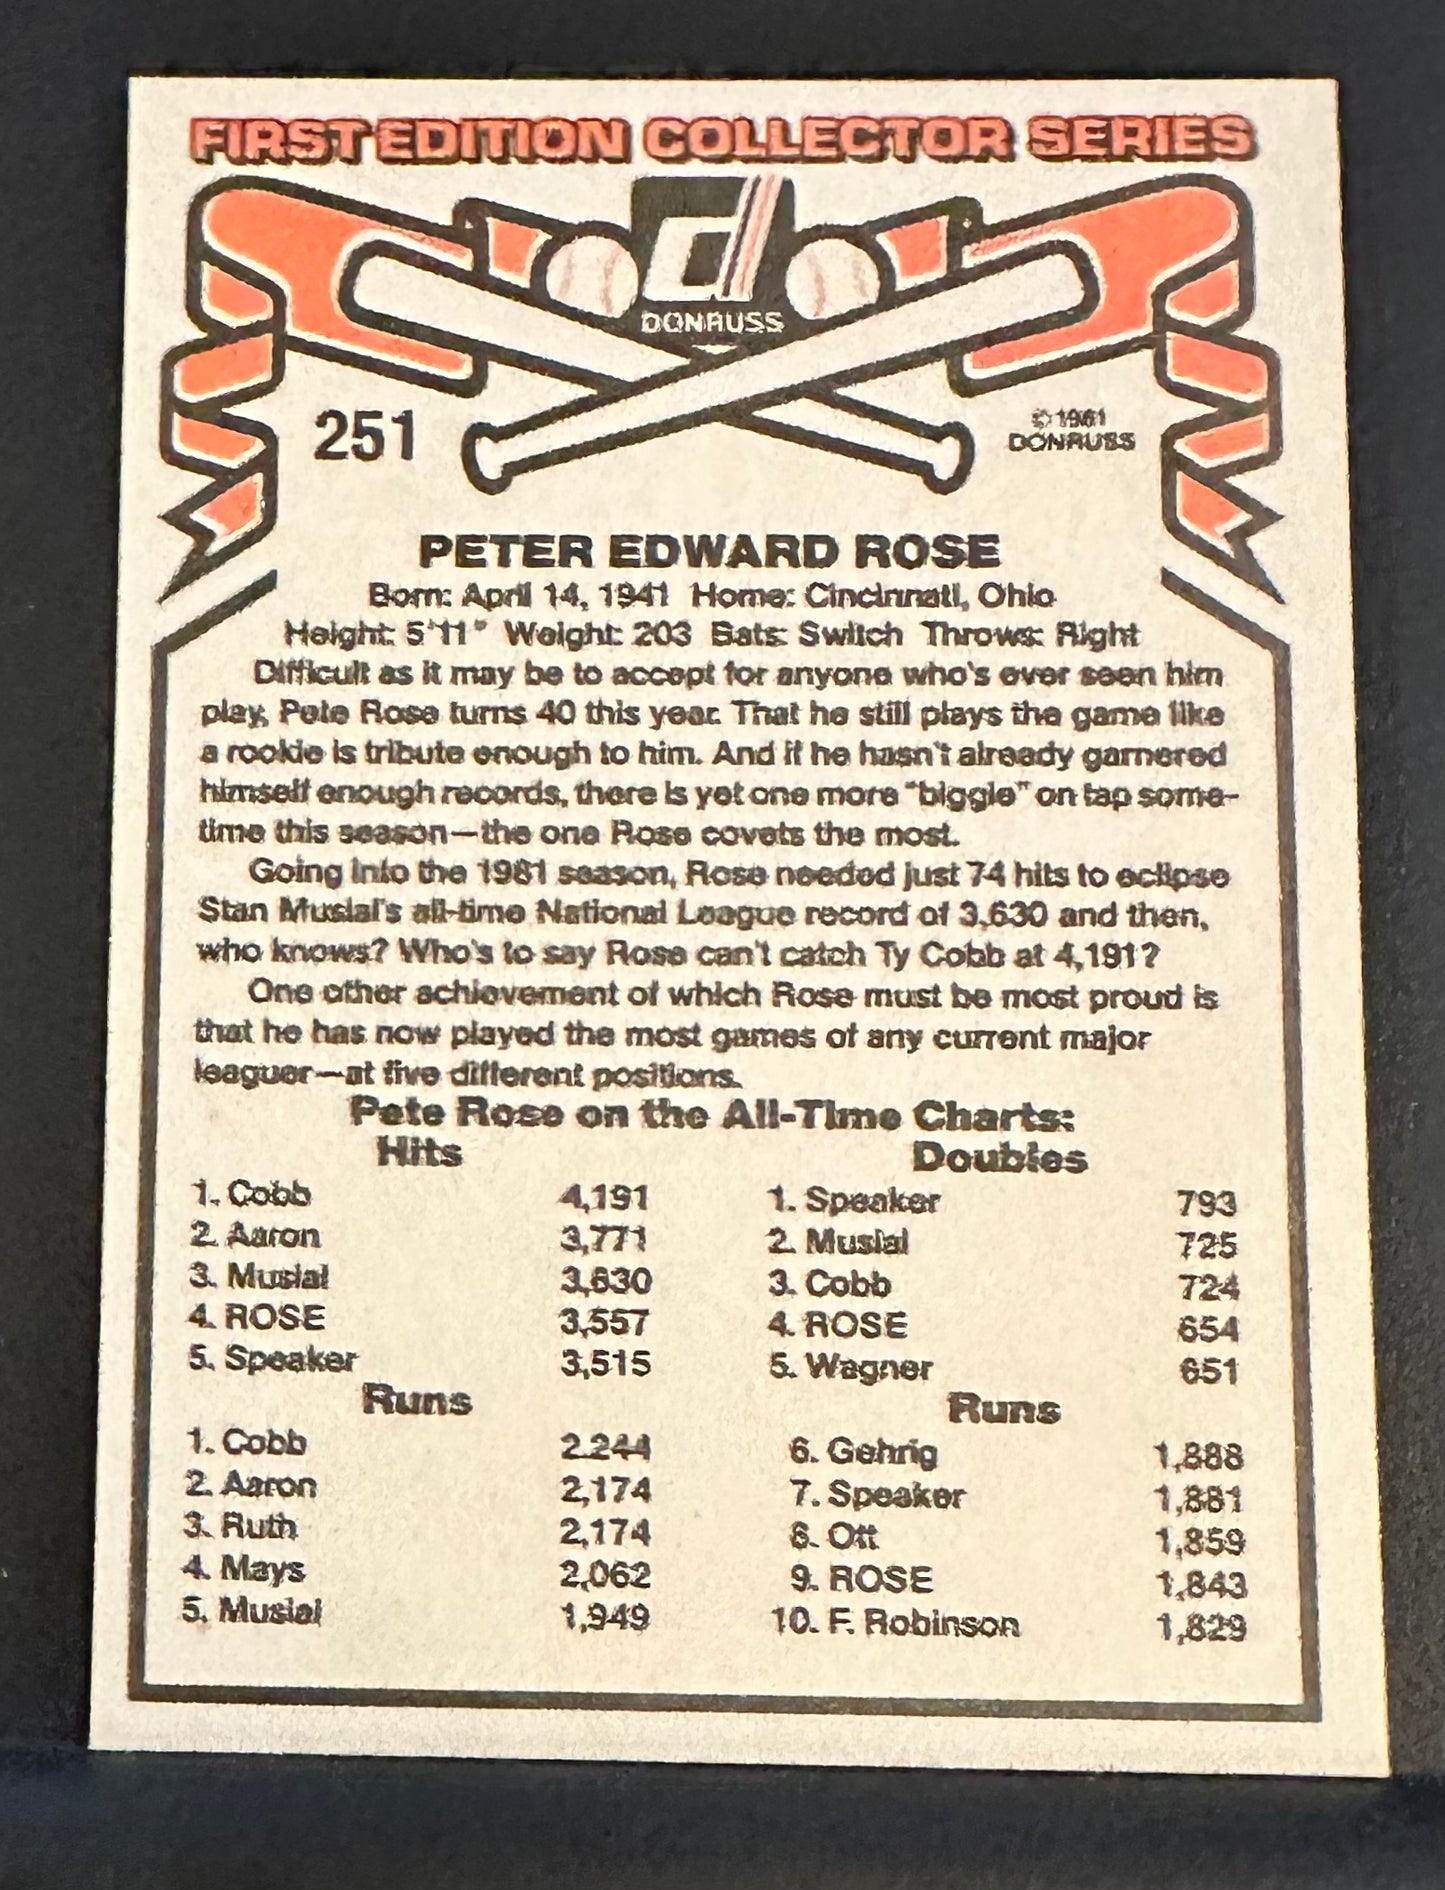 FIRST EDITION COLLECTOR SERIES
d
DONRUSS
251
© 1981
DONRUSS
PETER EDWARD ROSE
Born: April 14, 1941 Home: Cincinnati, Ohio
Height: 5'11" Weight: 203 Bats: Switch Throws: Right
Difficult as it may be to accept for anyone who's ever seen him
play, Pete Rose turns 40 this year. That he still plays the game like
a rookie is tribute enough to him. And if he hasn't already garnered
himself enough records, there is yet one more "biggie" on tap some-
time this season—the one Rose covets the most.
Going into the 1981 season, Rose needed just 74 hits to eclipse
Stan Musial's all-time National League record of 3,630 and then,
who knows? Who's to say Rose can't catch Ty Cobb at 4,191?
One other achievement of which Rose must be most proud is
that he has now played the most games of any current major
leaguer—at five different positions.
Pete Rose on the All-Time Charts:
Hits
1. Cobb 4,191
2. Aaron 3,771
3. Musial 3,630
4. ROSE 3,557
5. Speaker 3,515
Doubles
1. Speaker 793
2. Musial 725
3. Cobb 724
4. ROSE 654
5. Wagner 651
Runs
1. Cobb 2.244
2. Aaron 2,174
3. Ruth 2,174
4. Mays 2,062
5. Musial 1,949
Runs
6. Gehrig 1,888
7. Speaker 1,881
8. Ott 1,859
9. ROSE 1,843
10. F. Robinson 1,829